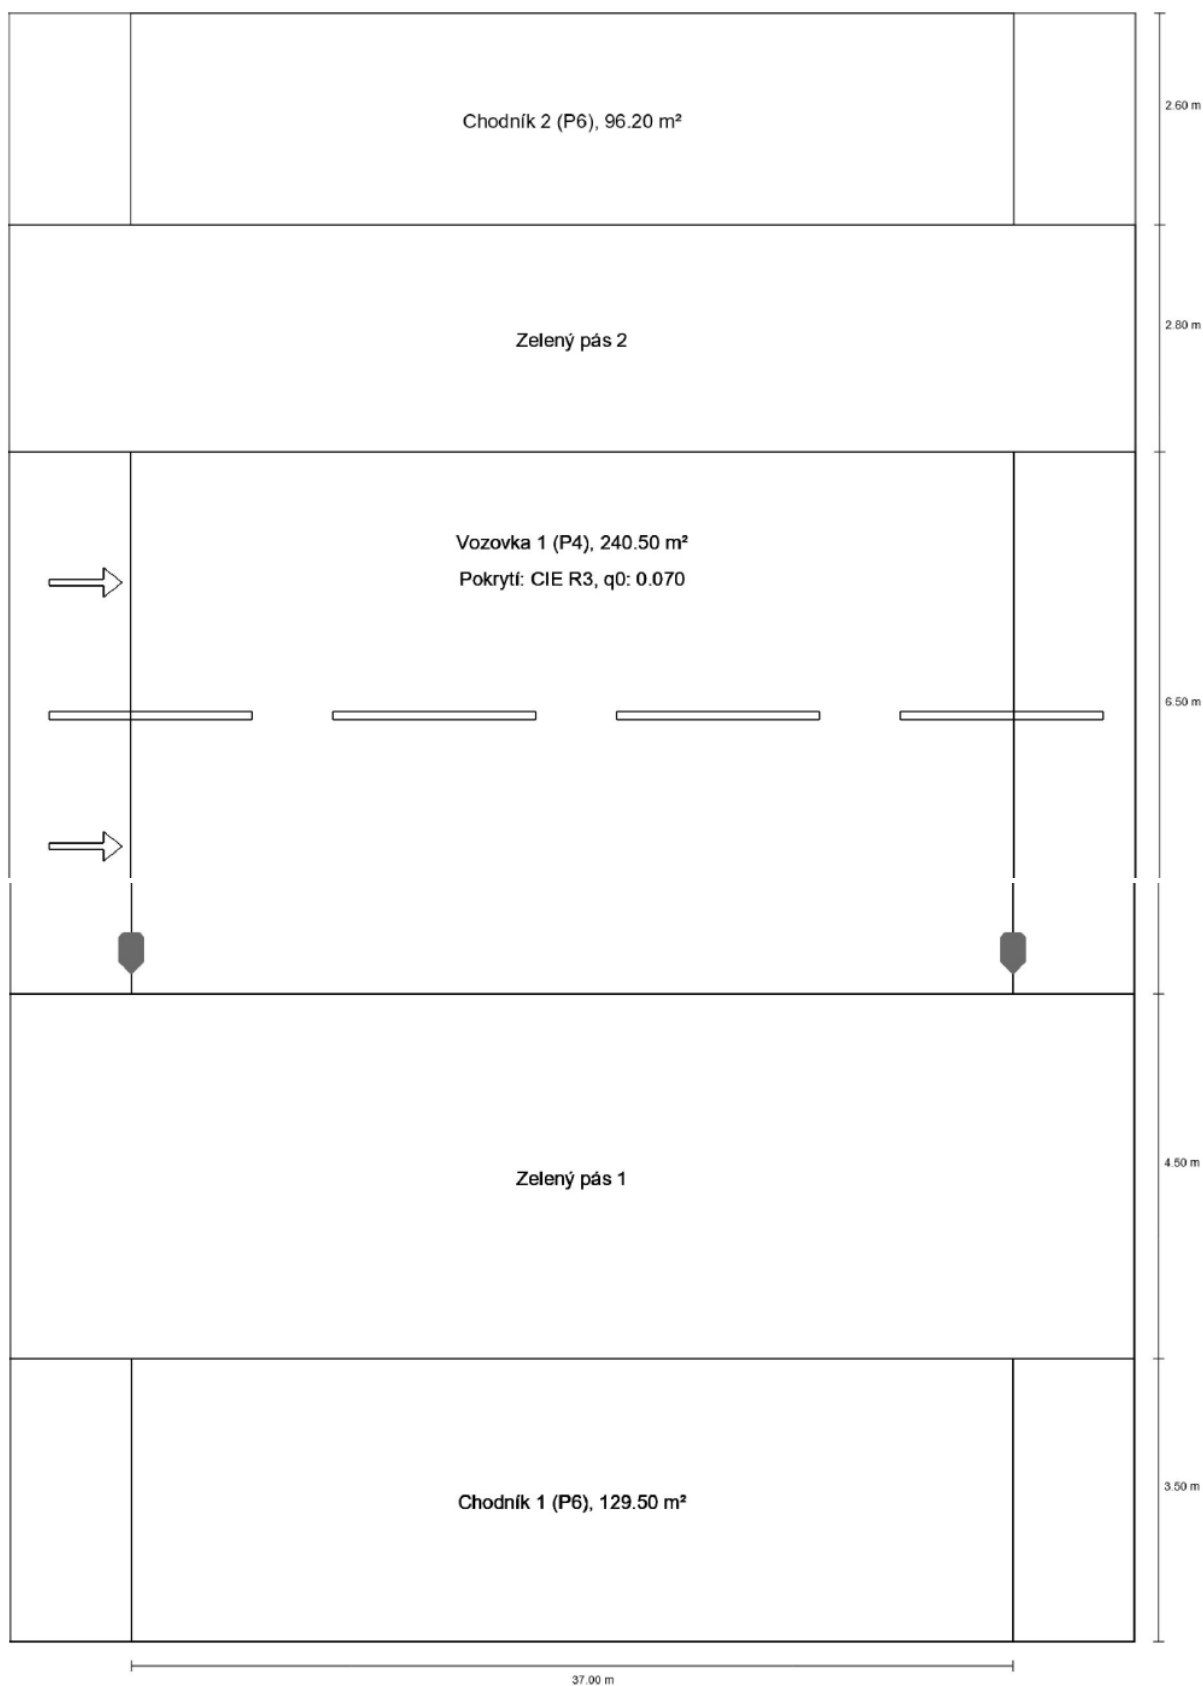 2.60 m
Chodník 2 (P6), 96.20 m²
2.80 m
Zelený pás 2
Vozovka 1 (P4), 240.50 m²
Pokrytí: CIE R3, q0: 0.070
6.50 m
4.50 m
Zelený pás 1
3.50 m
Chodník 1 (P6), 129.50 m²
37.00 m